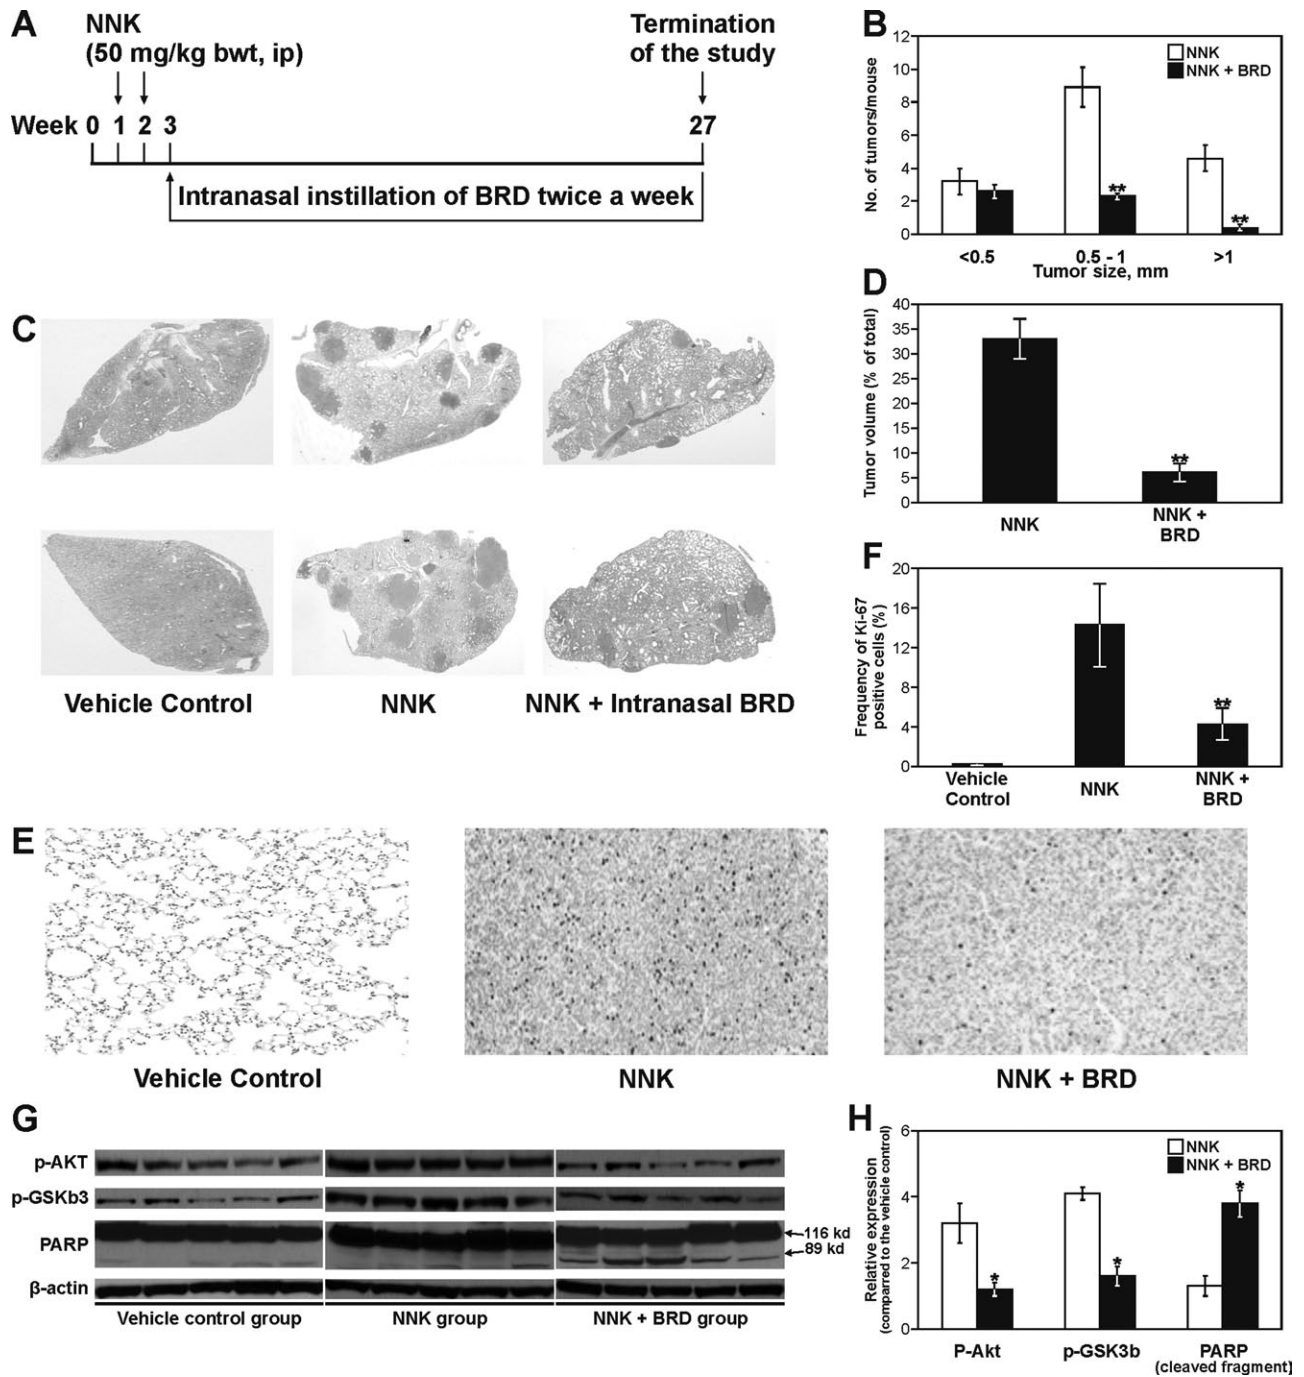 A
NNK
(50 mg/kg bwt, ip)
Termination
of the study
Week 0 1 2 3 27
Intranasal instillation of BRD twice a week
B
No. of tumors/mouse
12
10
8
6
4
2
0
NNK
NNK + BRD
**
**
<0.5 0.5 - 1 >1
Tumor size, mm
C
Vehicle Control NNK NNK + Intranasal BRD
D
Tumor volume (% of total)
40
35
30
25
20
15
10
5
0
**
NNK NNK +
BRD
F
Frequency of Ki-67
positive cells (%)
20
16
12
8
4
0
**
Vehicle
Control
NNK
NNK +
BRD
E
Vehicle Control NNK NNK + BRD
G
p-AKT
p-GSKb3
PARP
116 kd
89 kd
β-actin
Vehicle control group NNK group NNK + BRD group
H
Relative expression
(compared to the vehicle control)
6
4
2
0
NNK
NNK + BRD
*
*
*
P-Akt p-GSK3b PARP
(cleaved fragment)